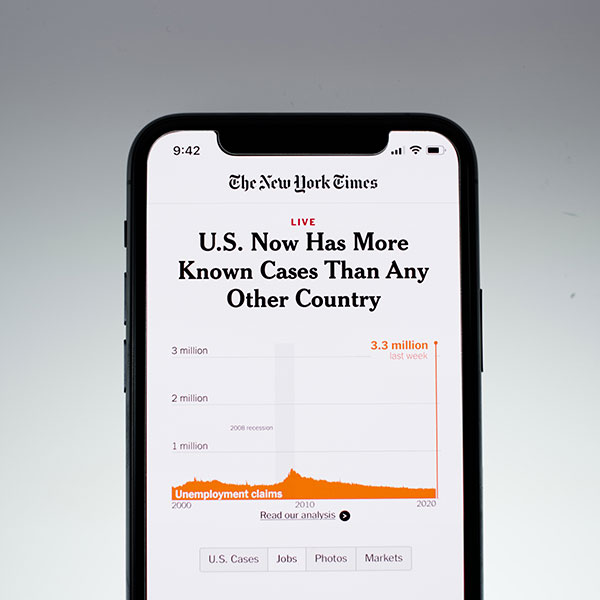 9:42
The New York Times
LIVE
U.S. Now Has More
Known Cases Than Any
Other Country
3 million
3.3 million
last week
2 million
2008 recession
1 million
Unemployment claims
2000 2010 2020
Read our analysis
U.S. Cases Jobs Photos Markets